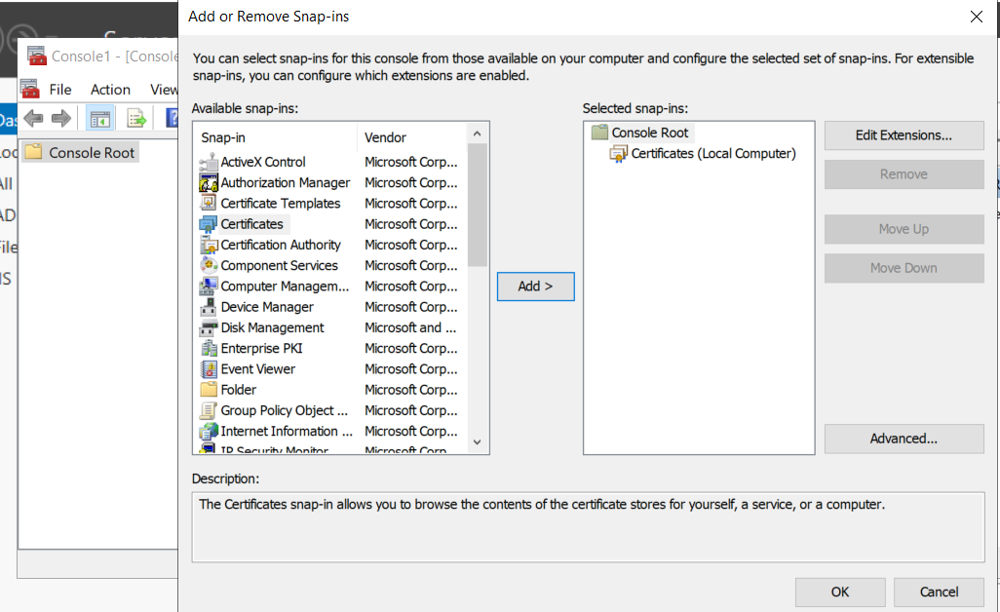 Add or Remove Snap-ins
Console1 - [Console
File Action View
Console Root
You can select snap-ins for this console from those available on your computer and configure the selected set of snap-ins. For extensible
snap-ins, you can configure which extensions are enabled.
Available snap-ins:
Snap-in Vendor
ActiveX Control Microsoft Corp...
Authorization Manager Microsoft Corp...
Certificate Templates Microsoft Corp...
Certificates Microsoft Corp...
Certification Authority Microsoft Corp...
Component Services Microsoft Corp...
Computer Managem... Microsoft Corp...
Device Manager Microsoft Corp...
Disk Management Microsoft and ...
Enterprise PKI Microsoft Corp...
Event Viewer Microsoft Corp...
Folder Microsoft Corp...
Group Policy Object ... Microsoft Corp...
Internet Information ... Microsoft Corp...
IP Security Monitor Microsoft Corp
Add >
Selected snap-ins:
Console Root
Certificates (Local Computer)
Edit Extensions...
Remove
Move Up
Move Down
Advanced...
Description:
The Certificates snap-in allows you to browse the contents of the certificate stores for yourself, a service, or a computer.
OK Cancel